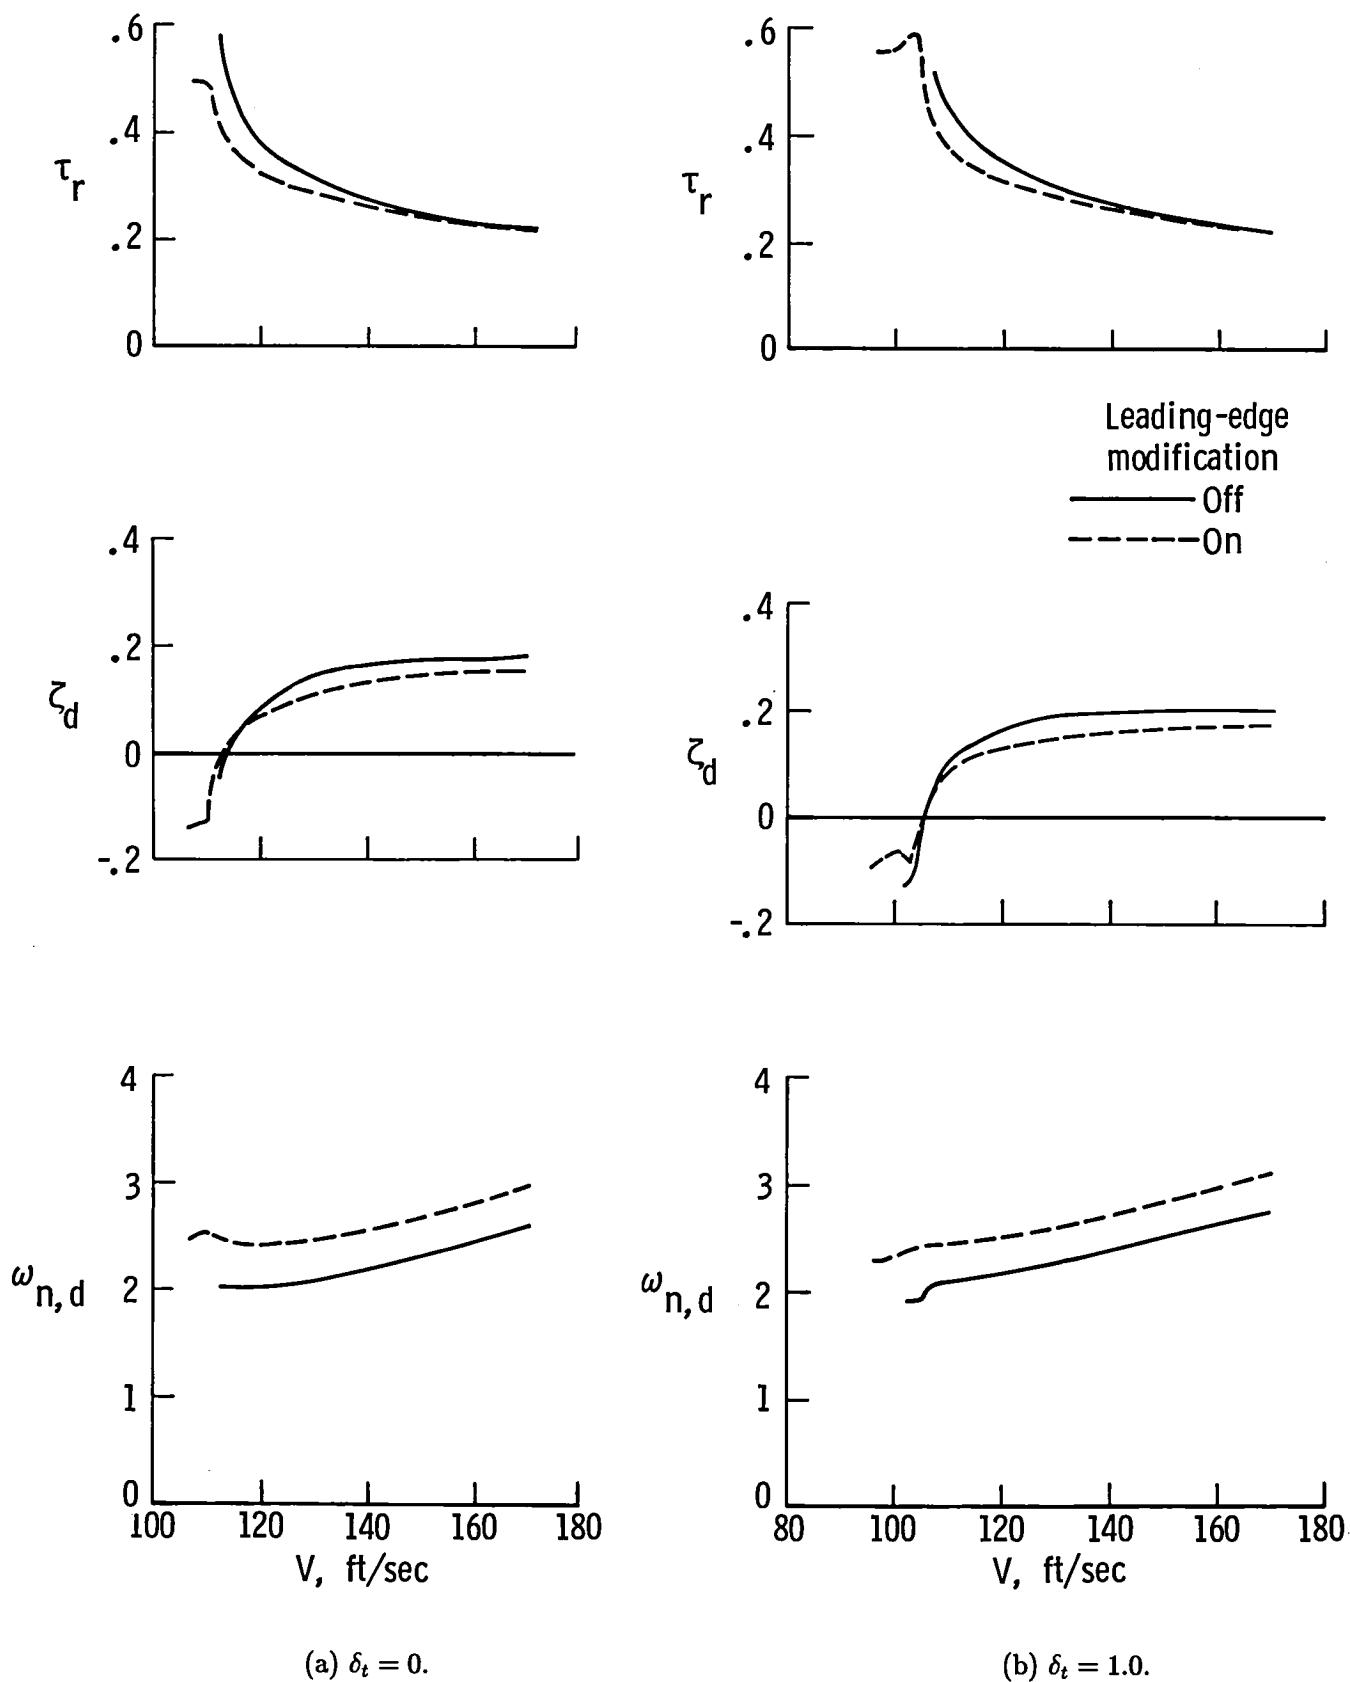 .6
.4
.2
0
τr
.6
.4
.2
0
τr
Leading-edge
modification
Off
On
.4
.2
0
-.2
ζd
.4
.2
0
-.2
ζd
4
3
2
1
0
ωn,d
100 120 140 160 180
V, ft/sec
4
3
2
1
0
ωn,d
80 100 120 140 160 180
V, ft/sec
(a) δt = 0.
(b) δt = 1.0.